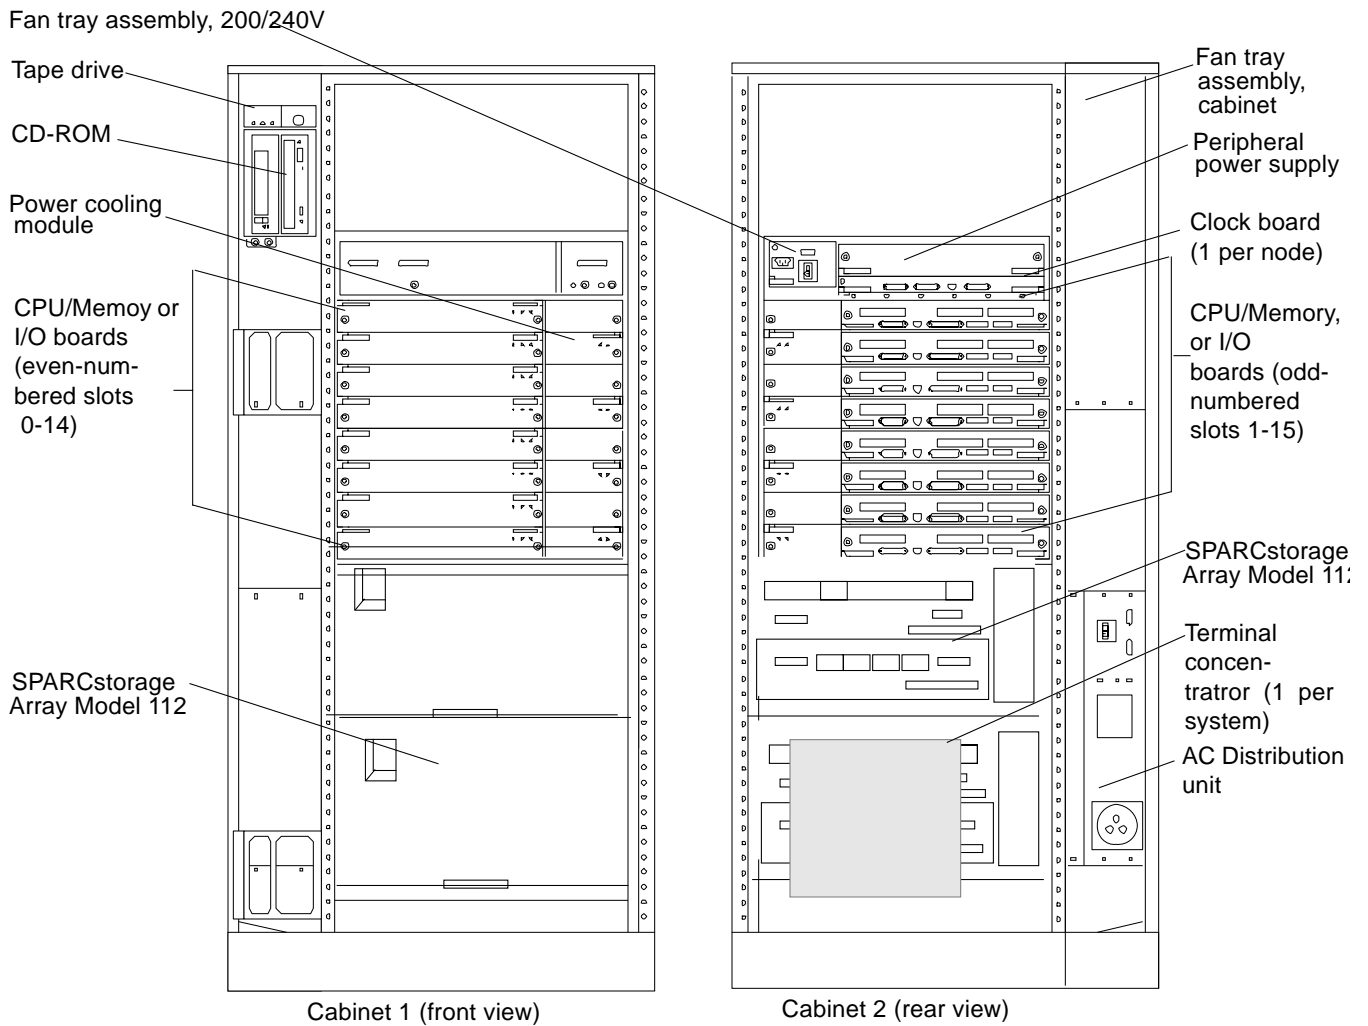 Fan tray assembly, 200/240V
Tape drive
CD-ROM
Power cooling
module
CPU/Memoy or
I/O boards
(even-num-
bered slots
0-14)
SPARCstorage
Array Model 112
Cabinet 1 (front view)
Fan tray
assembly,
cabinet
Peripheral
power supply
Clock board
(1 per node)
CPU/Memory,
or I/O
boards (odd-
numbered
slots 1-15)
SPARCstorage
Array Model 112
Terminal
concen-
tratror (1 per
system)
AC Distribution
unit
Cabinet 2 (rear view)